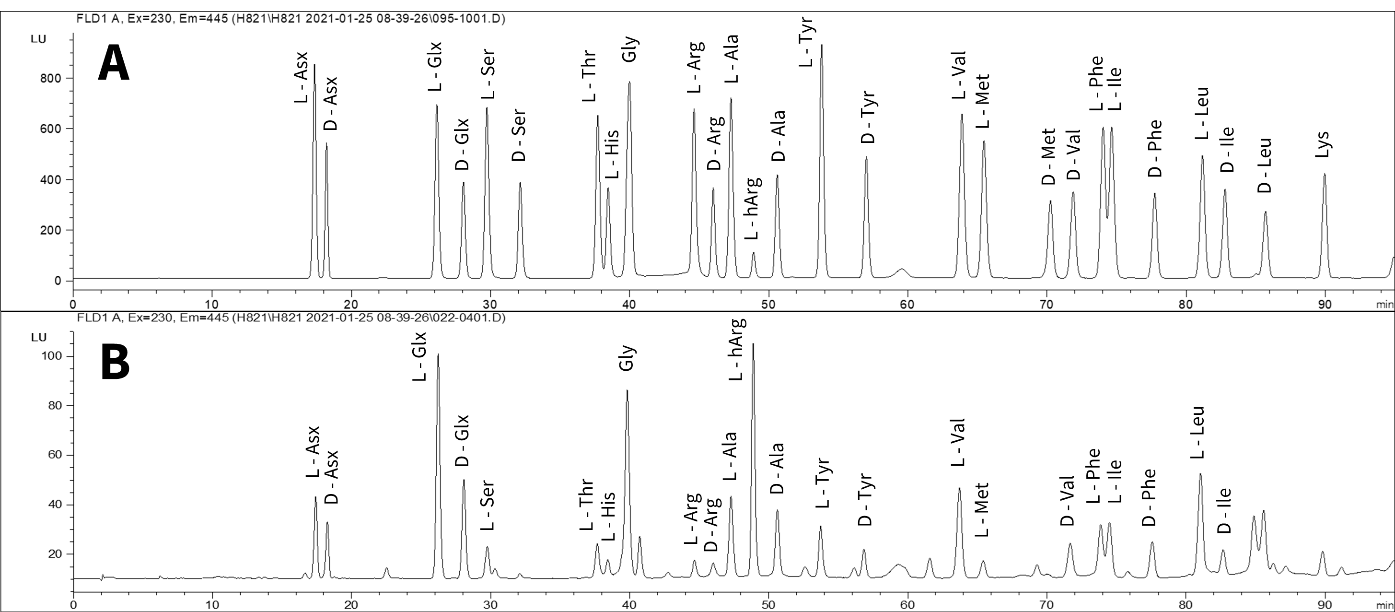 FLD1 A, Ex=230, Em=445 (H821\H821 2021-01-25 08-39-26\095-1001.D)
LU
A
800
600
400
200
0
L - Asx
D - Asx
L - Glx
D - Glx
L - Ser
D - Ser
L - Thr
L - His
Gly
L - Arg
D - Arg
L - Ala
L - hArg
D - Ala
L - Tyr
D - Tyr
L - Val
L - Met
D - Met
D - Val
L - Phe
L - Ile
D - Phe
L - Leu
D - Ile
D - Leu
Lys
0 10 20 30 40 50 60 70 80 90 min
FLD1 A, Ex=230, Em=445 (H821\H821 2021-01-25 08-39-26\022-0401.D)
LU
B
100
80
60
40
20
L - Asx
D - Asx
L - Glx
D - Glx
L - Ser
L - Thr
L - His
Gly
L - Arg
D - Arg
L - Ala
L - hArg
D - Ala
L - Tyr
D - Tyr
L - Val
L - Met
D - Val
L - Phe
L - Ile
D - Phe
L - Leu
D - Ile
0 10 20 30 40 50 60 70 80 90 min